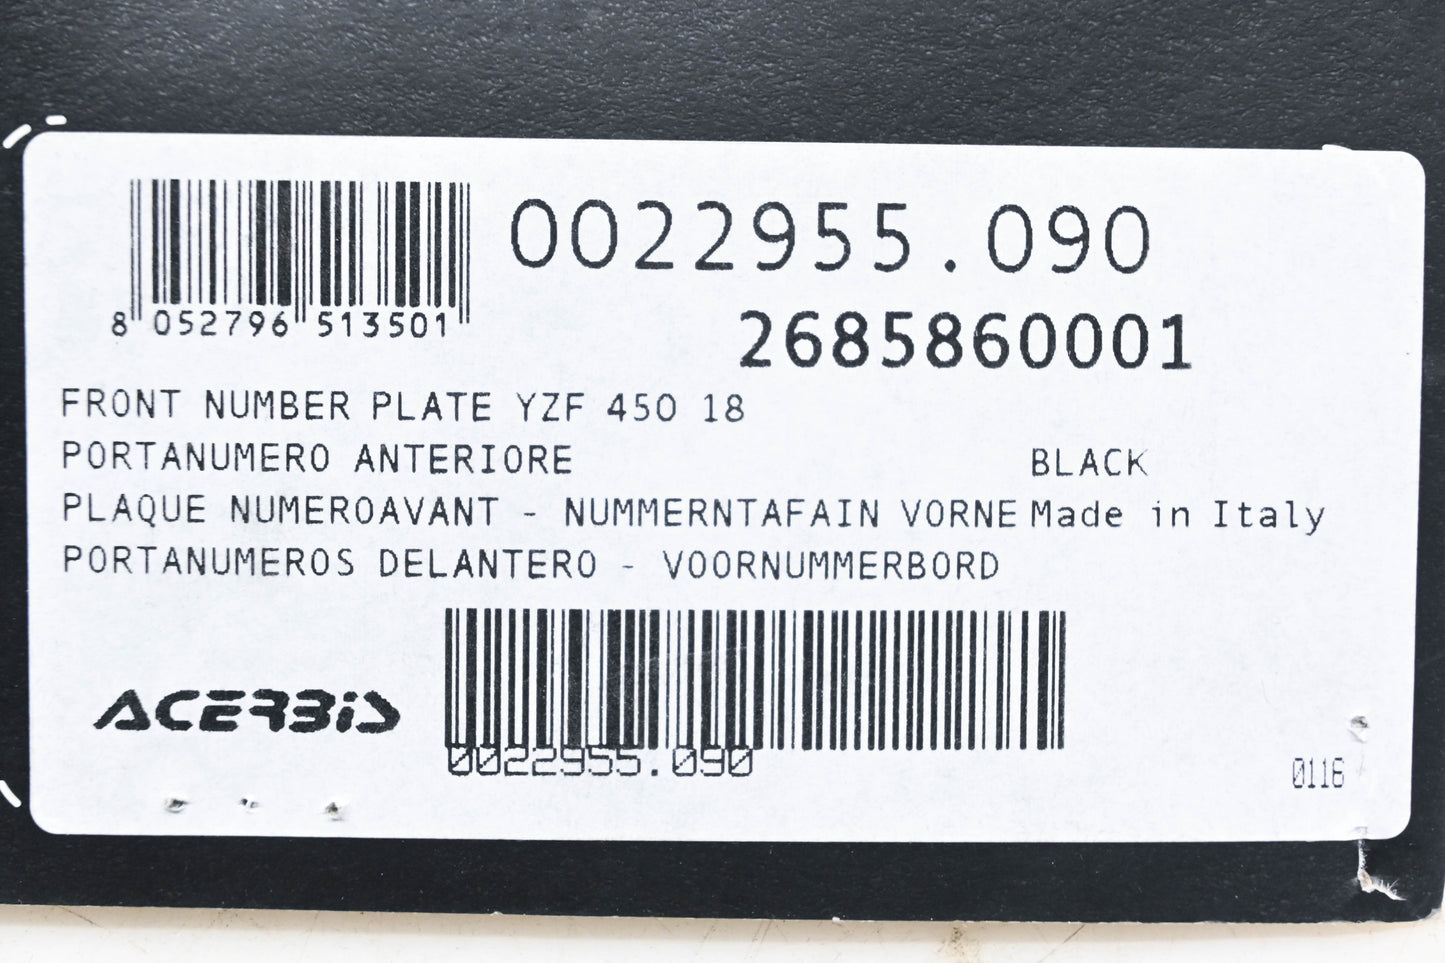 8 052796 513501
0022955.090
2685860001
FRONT NUMBER PLATE YZF 450 18
PORTANUMERO ANTERIORE
BLACK
PLAQUE NUMEROAVANT - NUMMERNTAFAIN VORNE Made in Italy
PORTANUMEROS DELANTERO - VOORNUMMERBORD
ACERBiS
0022955.090
0116